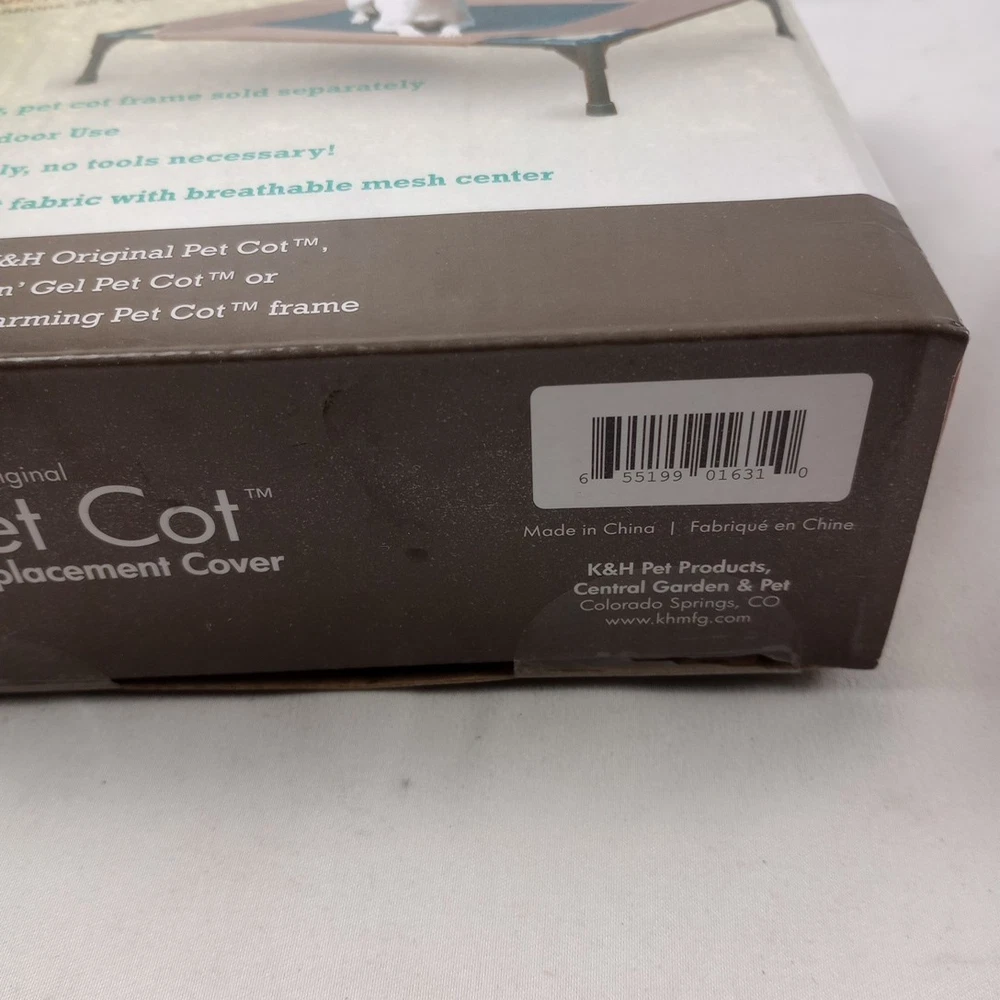 pet cot frame sold separately
door Use
ly, no tools necessary!
fabric with breathable mesh center
K&H Original Pet Cot™,
n' Gel Pet Cot™ or
arming Pet Cot™ frame
iginal
et Cot™
placement Cover
6 55199 01631 0
Made in China | Fabriqué en Chine
K&H Pet Products,
Central Garden & Pet
Colorado Springs, CO
www.khmfg.com